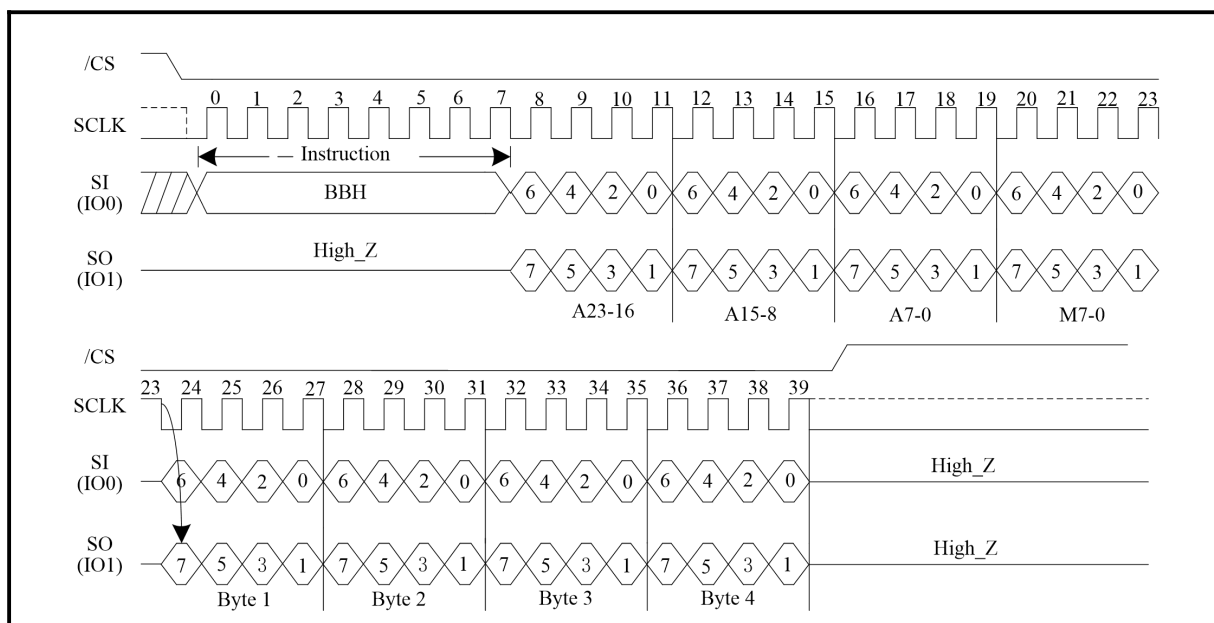 /CS
0 1 2 3 4 5 6 7 8 9 10 11 12 13 14 15 16 17 18 19 20 21 22 23
SCLK
Instruction
SI
(IO0)
BBH
6 4 2 0 6 4 2 0 6 4 2 0 6 4 2 0
High_Z
SO
(IO1)
7 5 3 1 7 5 3 1 7 5 3 1 7 5 3 1
A23-16 A15-8 A7-0 M7-0
/CS
23 24 25 26 27 28 29 30 31 32 33 34 35 36 37 38 39
SCLK
SI
(IO0)
6 4 2 0 6 4 2 0 6 4 2 0 6 4 2 0
High_Z
SO
(IO1)
7 5 3 1 7 5 3 1 7 5 3 1 7 5 3 1
High_Z
Byte 1 Byte 2 Byte 3 Byte 4